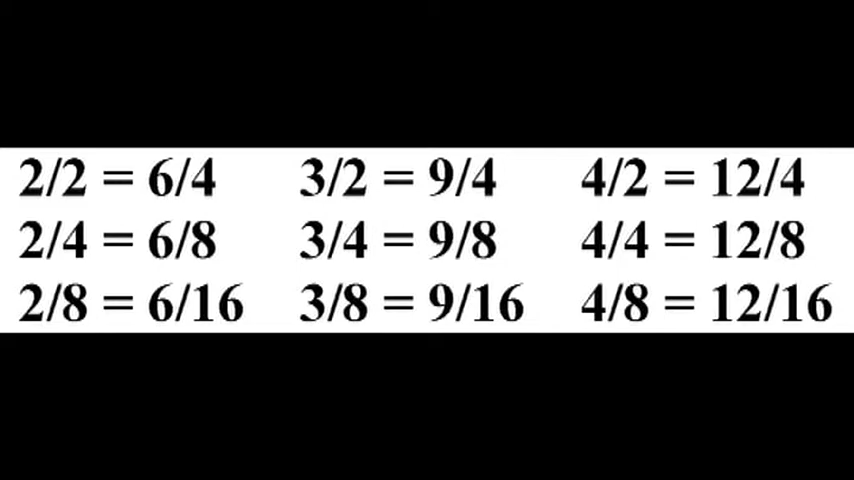 2/2 = 6/4 3/2 = 9/4 4/2 = 12/4
2/4 = 6/8 3/4 = 9/8 4/4 = 12/8
2/8 = 6/16 3/8 = 9/16 4/8 = 12/16